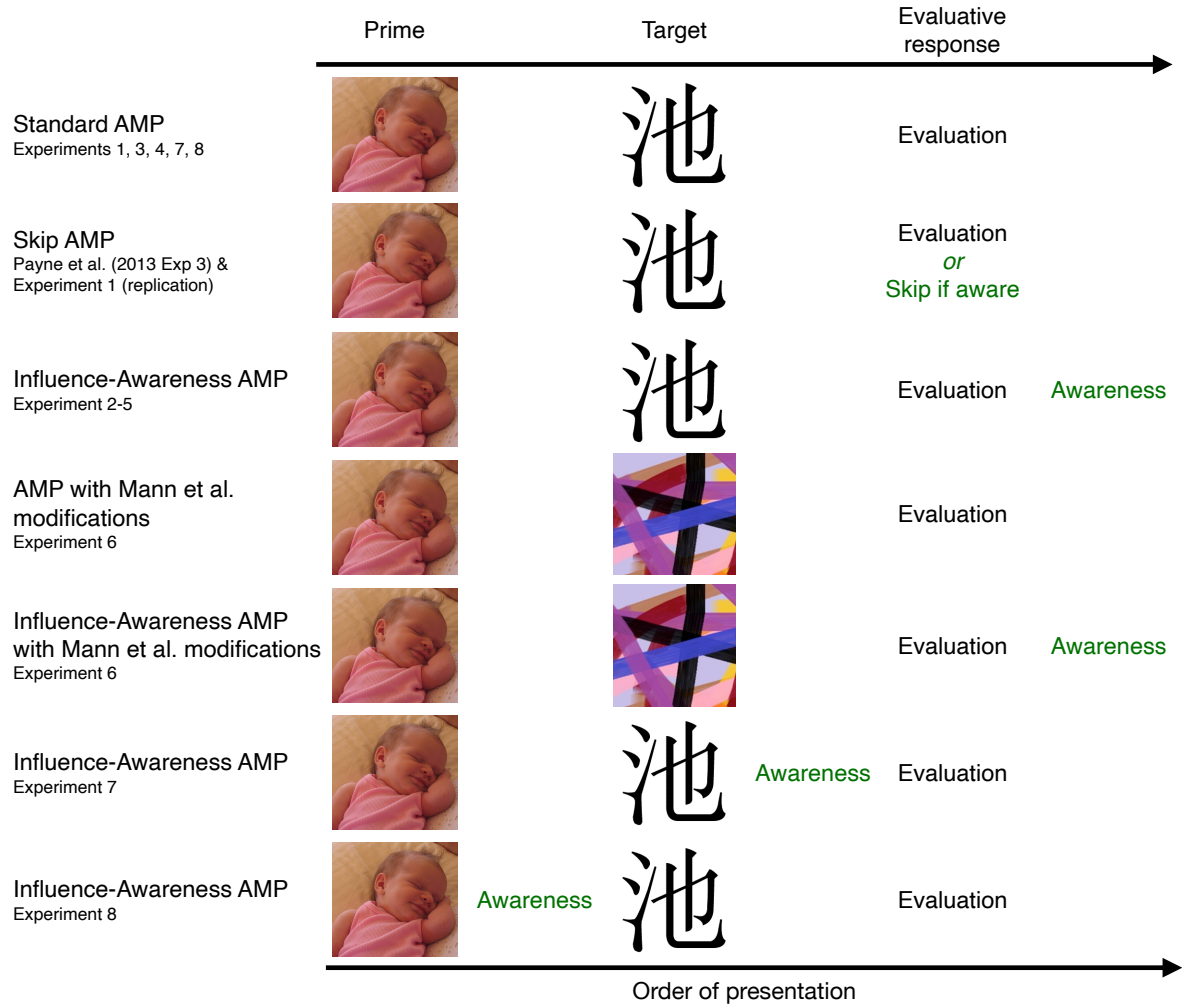 Prime
Target
Evaluative
response
Standard AMP
Experiments 1, 3, 4, 7, 8
池
Evaluation
Skip AMP
Payne et al. (2013 Exp 3) &
Experiment 1 (replication)
池
Evaluation
or
Skip if aware
Influence-Awareness AMP
Experiment 2-5
池
Evaluation
Awareness
AMP with Mann et al.
modifications
Experiment 6
Evaluation
Influence-Awareness AMP
with Mann et al. modifications
Experiment 6
Evaluation
Awareness
Influence-Awareness AMP
Experiment 7
池
Awareness
Evaluation
Influence-Awareness AMP
Experiment 8
Awareness
池
Evaluation
Order of presentation